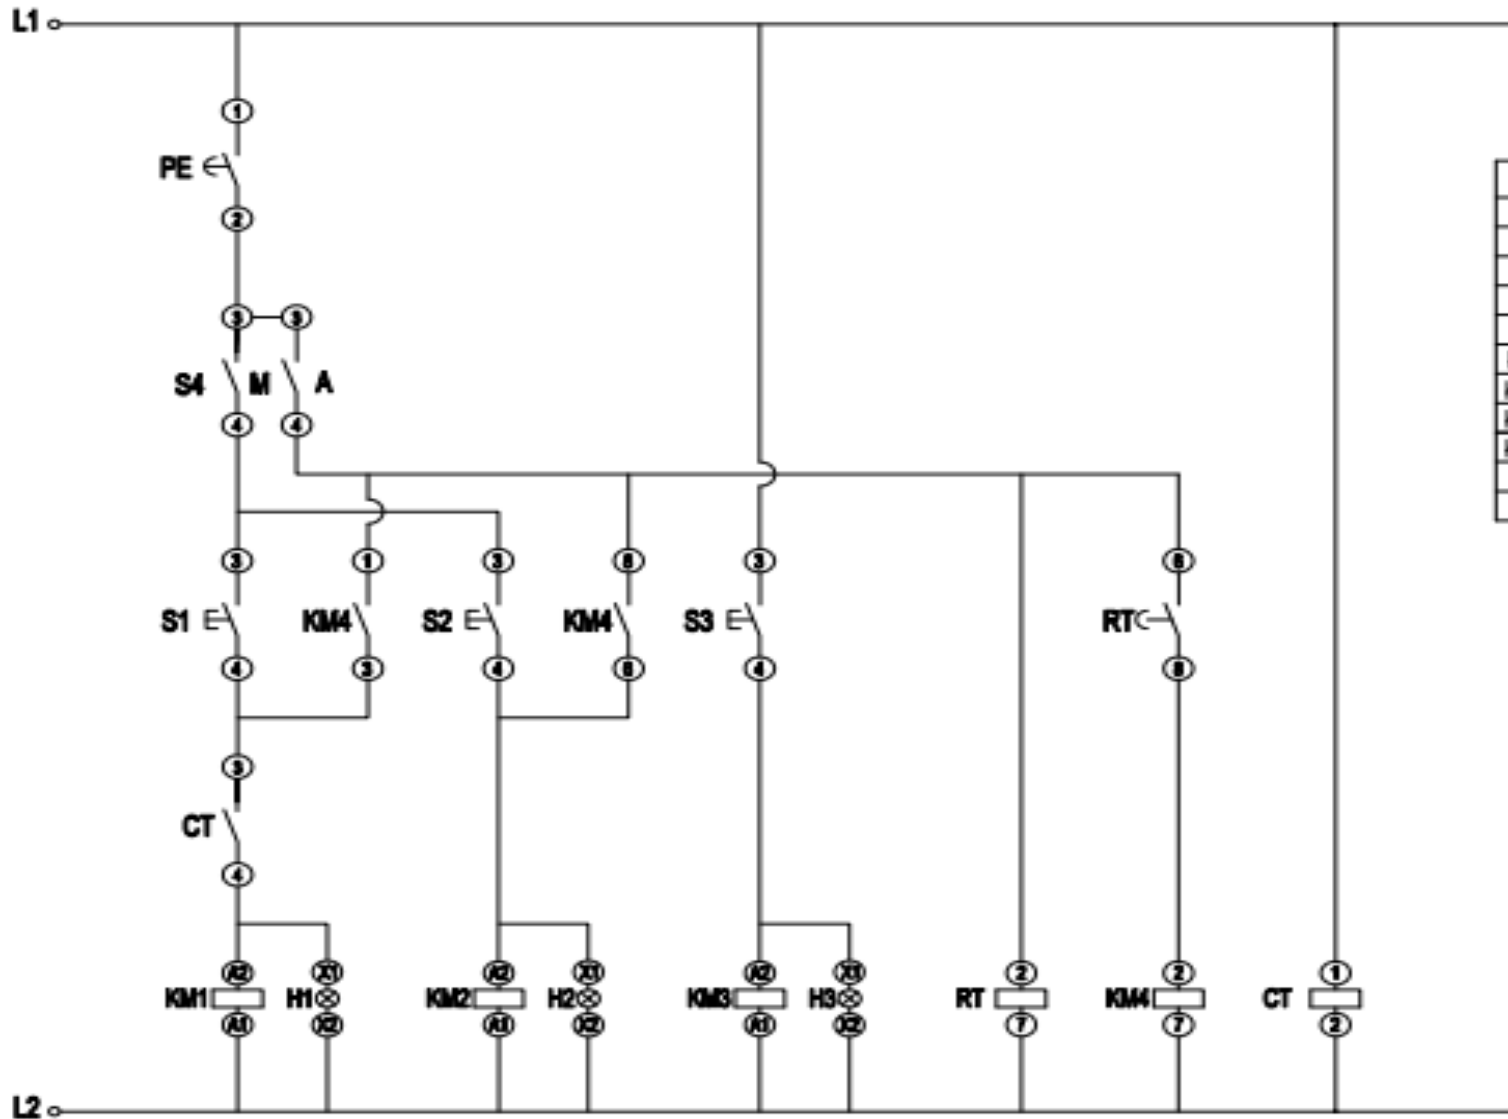 L1
1
PE
2
3 3
S4 M A
4 4
3 1 3 6 3 6
S1 KM4 S2 KM4 S3 RT
4 3 4 8 4 8
3
CT
4
A2 X1 A2 X1 A2 X1 2 2 1
KM1 H1 KM2 H2 KM3 H3 RT KM4 CT
A1 X2 A1 X2 A1 X2 7 7 2
L2